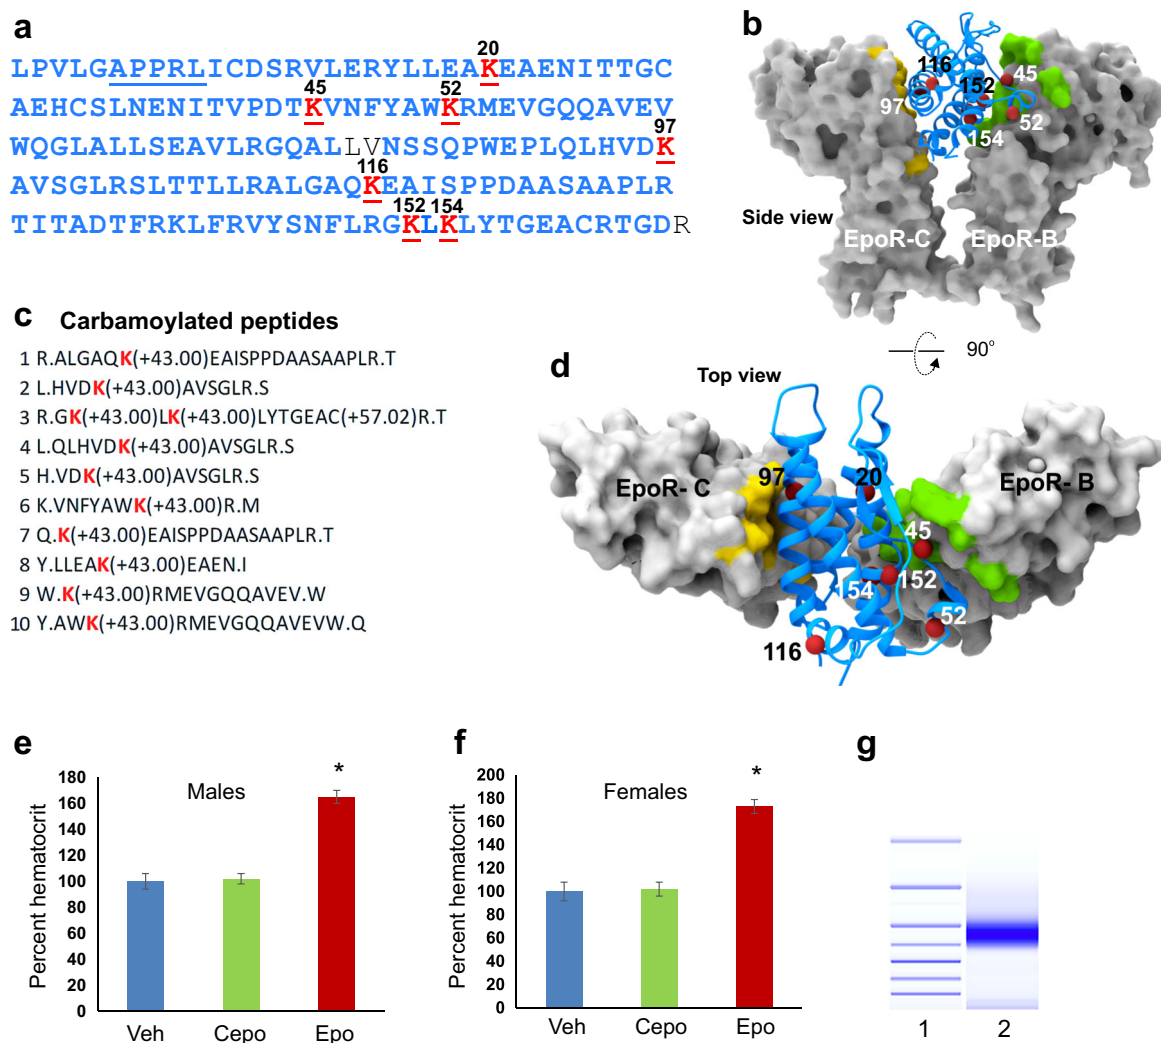 a
20
LPVLGAPPRLICDSRVLERYLLEAKEAENITTGC
45 52
AEHCSLNENITVPDTKVNFYAWKRMEVGQQAVEV
97
WQGLALLSEAVLRGQALLVNSSQPWEPLQLHVDK
116
AVSGLRSLTTLLRALGAQKEAISPPDAASAAPLR
152 154
TITADTFRKLFRVYSNFLRGKLKLYTGEACRTGDR
b
116
152
45
97
52
154
Side view
EpoR-C
EpoR-B
90°
c Carbamoylated peptides
1 R.ALGAQK(+43.00)EAISPPDAASAAPLR.T
2 L.HVDK(+43.00)AVSGLR.S
3 R.GK(+43.00)LK(+43.00)LYTGEAC(+57.02)R.T
4 L.QLHVDK(+43.00)AVSGLR.S
5 H.VDK(+43.00)AVSGLR.S
6 K.VNFYAWK(+43.00)R.M
7 Q.K(+43.00)EAISPPDAASAAPLR.T
8 Y.LLEAK(+43.00)EAEN.I
9 W.K(+43.00)RMEVGQQAVEV.W
10 Y.AWK(+43.00)RMEVGQQAVEVW.Q
d
Top view
EpoR- C
97
20
EpoR- B
45
154
152
52
116
e
Males
*
Percent hematocrit
180
160
140
120
100
80
60
40
20
0
Veh Cepo Epo
f
Females
*
Percent hematocrit
200
180
160
140
120
100
80
60
40
20
0
Veh Cepo Epo
g
1 2